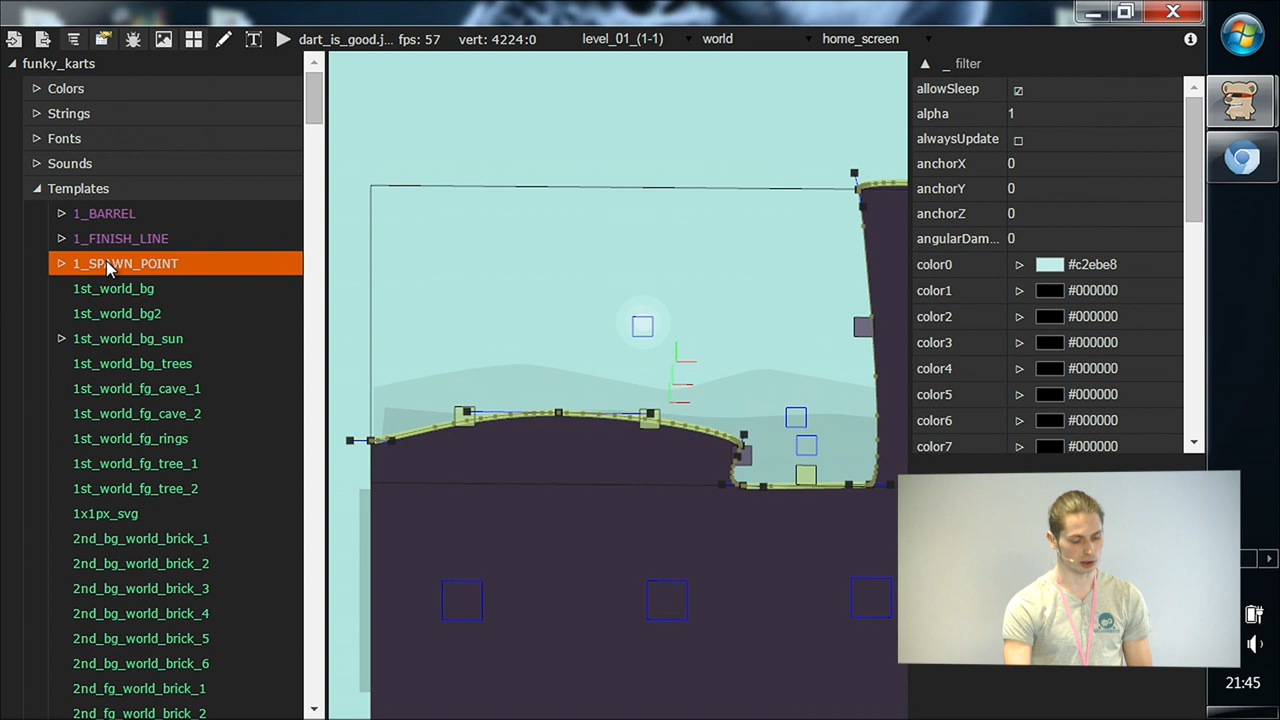 dart_is_good.j... fps: 57 vert: 4224:0 level_01_(1-1) world home_screen
funky_karts
Colors
Strings
Fonts
Sounds
Templates
1_BARREL
1_FINISH_LINE
1_SPAWN_POINT
1st_world_bg
1st_world_bg2
1st_world_bg_sun
1st_world_bg_trees
1st_world_fg_cave_1
1st_world_fg_cave_2
1st_world_fg_rings
1st_world_fg_tree_1
1st_world_fg_tree_2
1x1px_svg
2nd_bg_world_brick_1
2nd_bg_world_brick_2
2nd_bg_world_brick_3
2nd_bg_world_brick_4
2nd_bg_world_brick_5
2nd_bg_world_brick_6
2nd_fg_world_brick_1
2nd_fg_world_brick_2
_ filter
allowSleep
alpha 1
alwaysUpdate
anchorX 0
anchorY 0
anchorZ 0
angularDam... 0
color0 #c2ebe8
color1 #000000
color2 #000000
color3 #000000
color4 #000000
color5 #000000
color6 #000000
color7 #000000
21:45